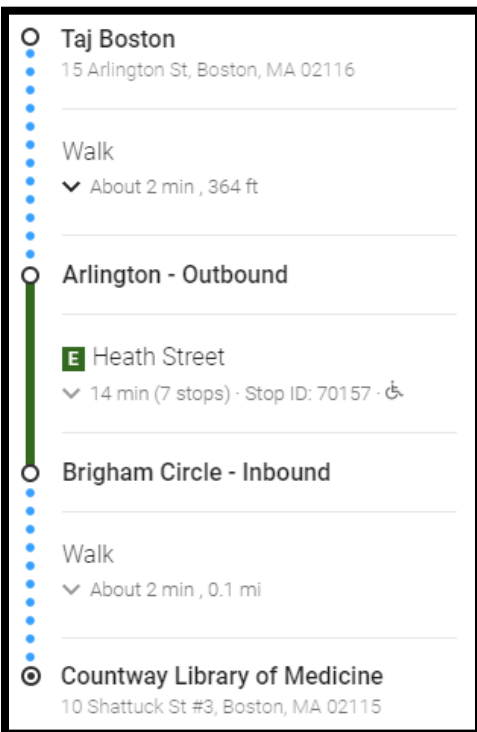 Taj Boston
15 Arlington St, Boston, MA 02116
Walk
About 2 min , 364 ft
Arlington - Outbound
E Heath Street
14 min (7 stops) · Stop ID: 70157 ·
Brigham Circle - Inbound
Walk
About 2 min , 0.1 mi
Countway Library of Medicine
10 Shattuck St #3, Boston, MA 02115